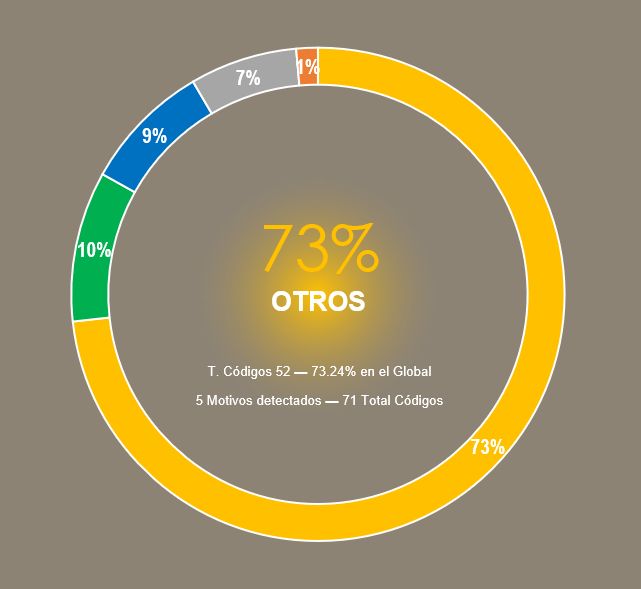 1%
7%
9%
10%
73%
OTROS
T. Códigos 52 — 73.24% en el Global
5 Motivos detectados — 71 Total Códigos
73%